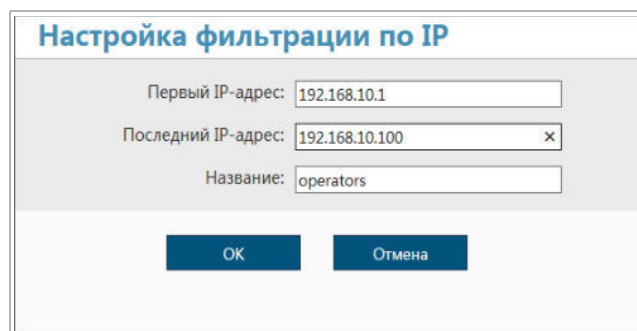 Настройка фильтрации по IP
Первый IP-адрес: 192.168.10.1
Последний IP-адрес: 192.168.10.100 ×
Название: operators
OK Отмена